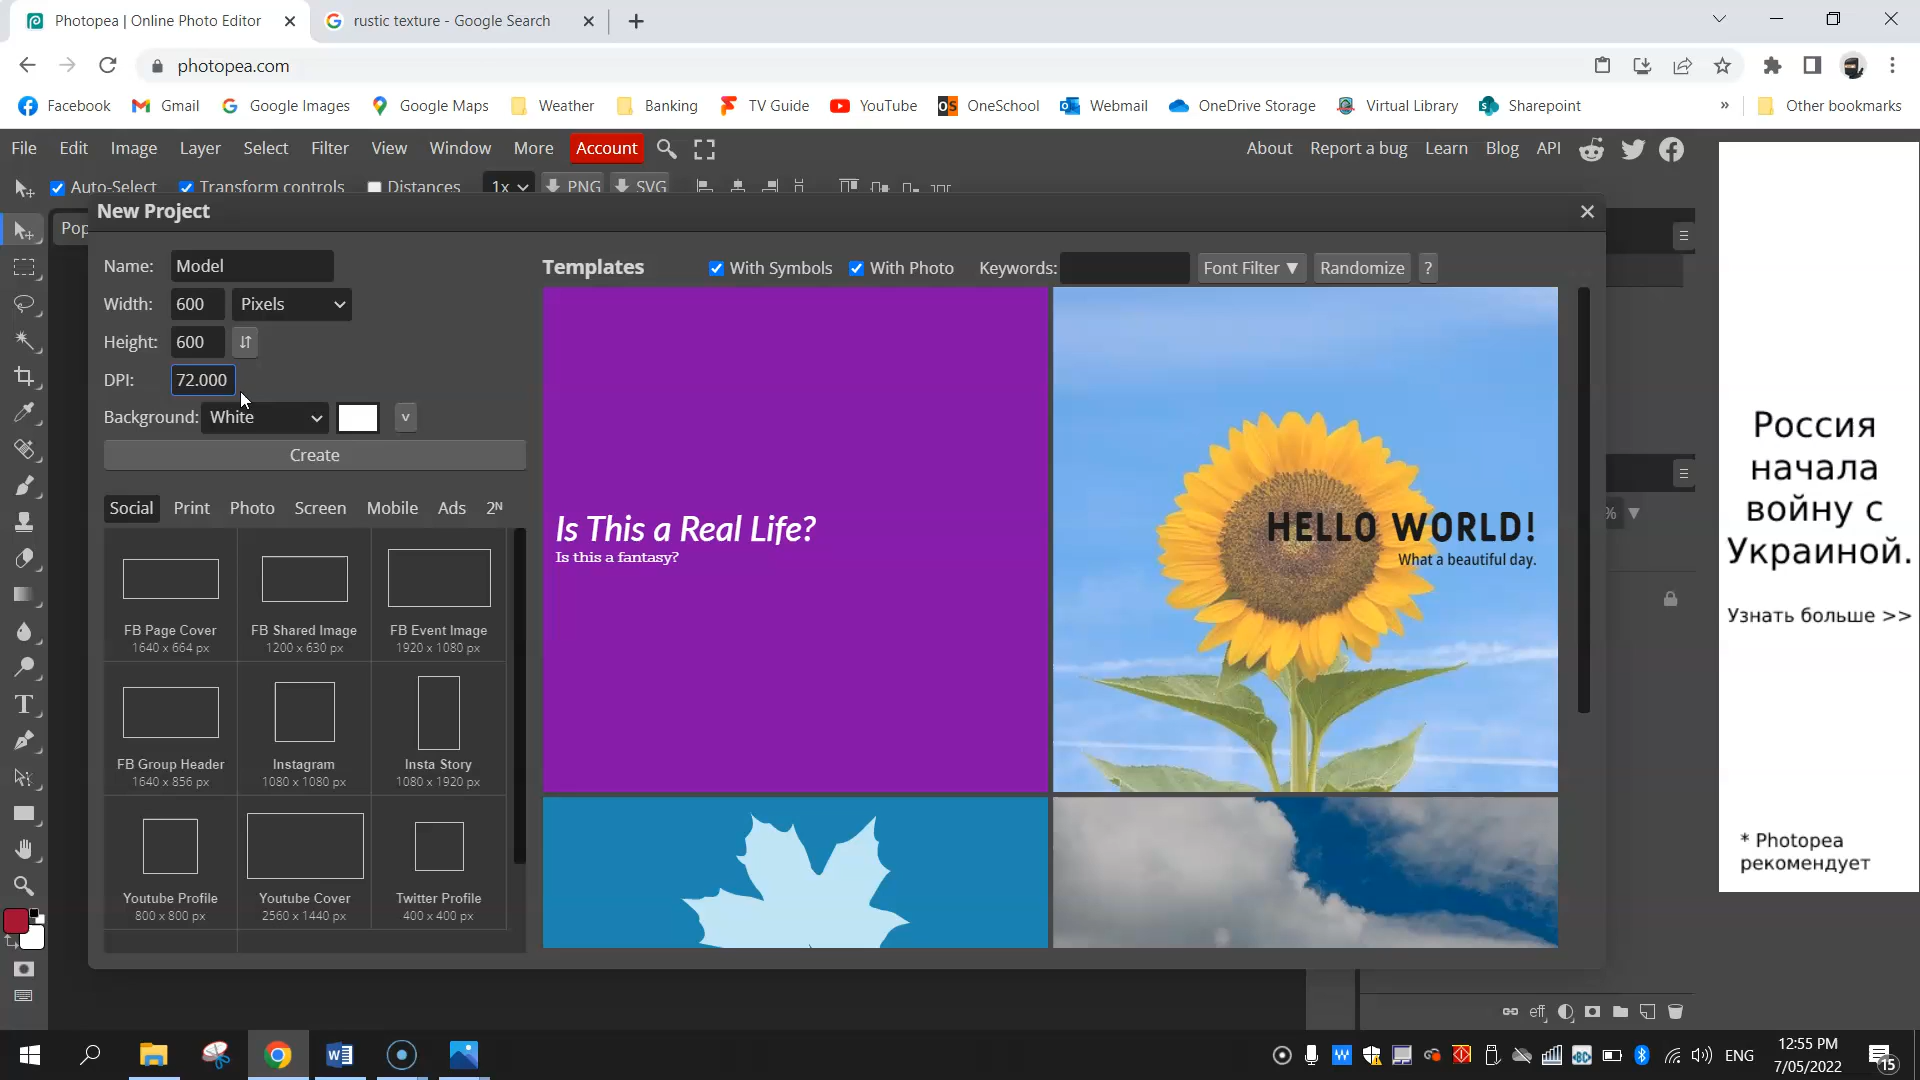 Photopea | Online Photo Editor
rustic texture - Google Search
photopea.com
Facebook
Gmail
Google Images
Google Maps
Weather
Banking
TV Guide
YouTube
OneSchool
Webmail
OneDrive Storage
Virtual Library
Sharepoint
»
Other bookmarks
File
Edit
Image
Layer
Select
Filter
View
Window
More
Account
About
Report a bug
Learn
Blog
API
Auto-Select
Transform controls
Distances
1x
PNG
SVG
Pop
New Project
Name: Model
Width: 600 Pixels
Height: 600
DPI: 72.000
Background: White
Create
Social
Print
Photo
Screen
Mobile
Ads
2ᴺ
FB Page Cover
1640 x 664 px
FB Shared Image
1200 x 630 px
FB Event Image
1920 x 1080 px
FB Group Header
1640 x 856 px
Instagram
1080 x 1080 px
Insta Story
1080 x 1920 px
Youtube Profile
800 x 800 px
Youtube Cover
2560 x 1440 px
Twitter Profile
400 x 400 px
Templates
With Symbols
With Photo
Keywords:
Font Filter ▼
Randomize
?
Is This a Real Life?
Is this a fantasy?
HELLO WORLD!
What a beautiful day.
%
eff
Россия
начала
войну с
Украиной.
Узнать больше >>
* Photopea
рекомендует
ENG
12:55 PM
7/05/2022
15